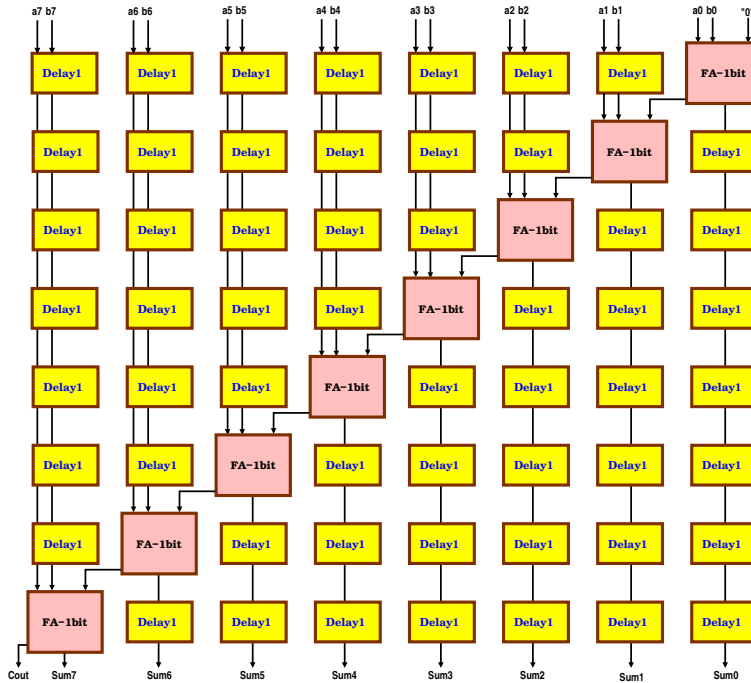 a7 b7 a6 b6 a5 b5 a4 b4 a3 b3 a2 b2 a1 b1 a0 b0 "0"
Delay1 Delay1 Delay1 Delay1 Delay1 Delay1 Delay1 FA-1bit
Delay1 Delay1 Delay1 Delay1 Delay1 Delay1 FA-1bit Delay1
Delay1 Delay1 Delay1 Delay1 Delay1 FA-1bit Delay1 Delay1
Delay1 Delay1 Delay1 Delay1 FA-1bit Delay1 Delay1 Delay1
Delay1 Delay1 Delay1 FA-1bit Delay1 Delay1 Delay1 Delay1
Delay1 Delay1 FA-1bit Delay1 Delay1 Delay1 Delay1 Delay1
Delay1 FA-1bit Delay1 Delay1 Delay1 Delay1 Delay1 Delay1
FA-1bit Delay1 Delay1 Delay1 Delay1 Delay1 Delay1 Delay1
Cout Sum7 Sum6 Sum5 Sum4 Sum3 Sum2 Sum1 Sum0